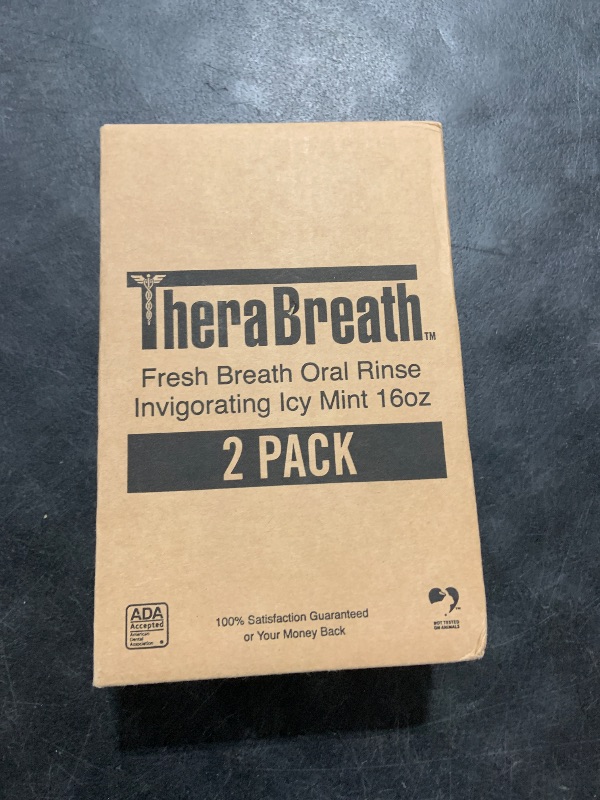 TheraBreath™
Fresh Breath Oral Rinse
Invigorating Icy Mint 16oz
2 PACK
ADA
Accepted
American
Dental
Association
100% Satisfaction Guaranteed
or Your Money Back
NOT TESTED
ON ANIMALS